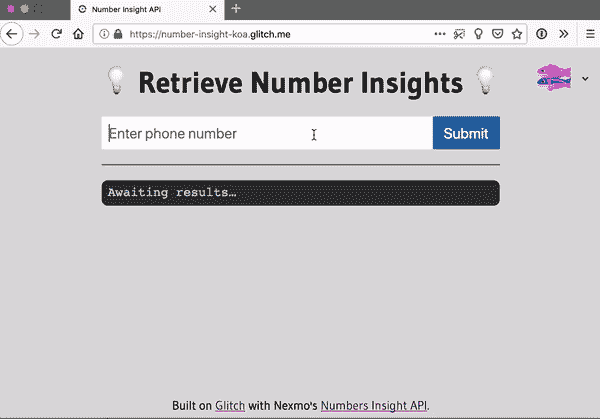 Number Insight API
https://number-insight-koa.glitch.me
Retrieve Number Insights
Enter phone number
Submit
Awaiting results…
Built on Glitch with Nexmo's Numbers Insight API.